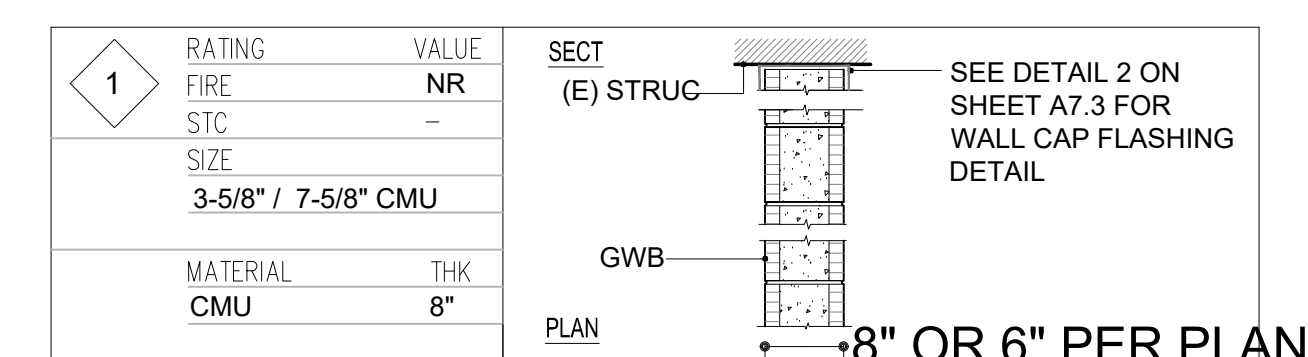 1
RATING VALUE
FIRE NR
STC –
SIZE
3-5/8" / 7-5/8" CMU
MATERIAL THK
CMU 8"
SECT
(E) STRUC
SEE DETAIL 2 ON
SHEET A7.3 FOR
WALL CAP FLASHING
DETAIL
GWB
PLAN
8" OR 6" PER PLAN